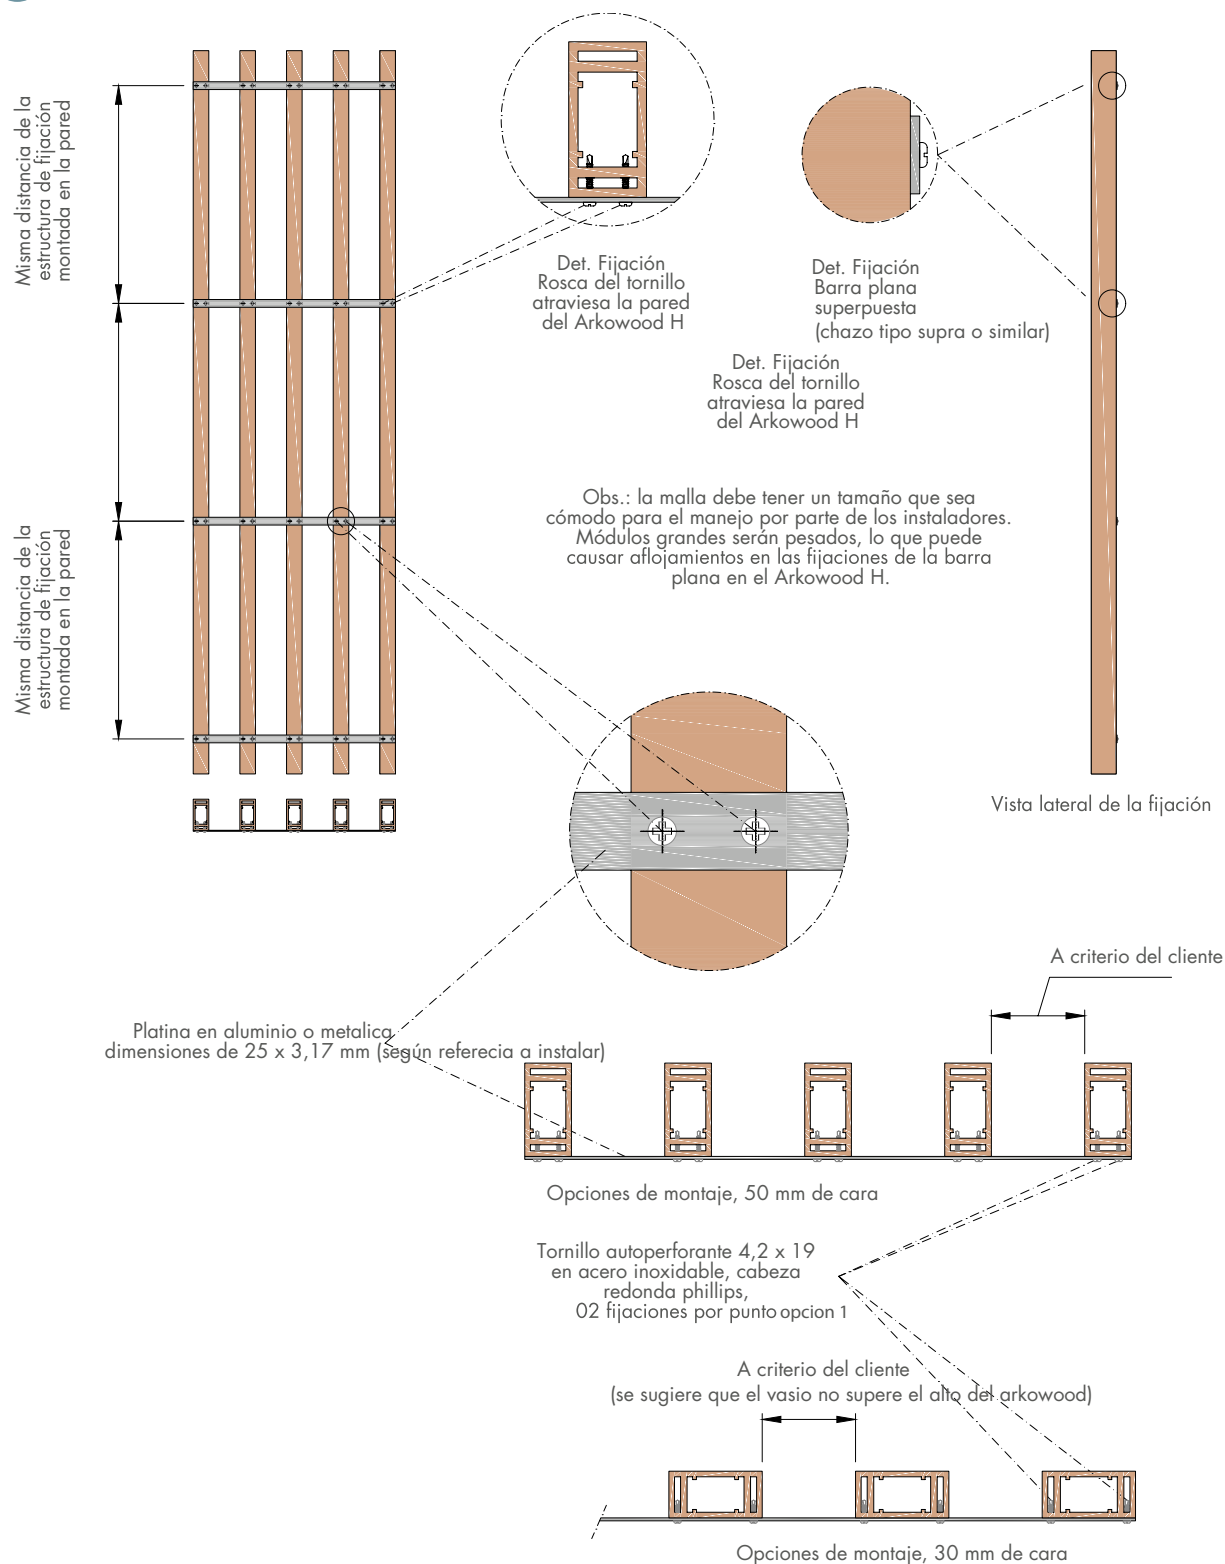 Misma distancia de la
estructura de fijación
montada en la pared
Det. Fijación
Rosca del tornillo
atraviesa la pared
del Arkowood H
Det. Fijación
Barra plana
superpuesta
(chazo tipo supra o similar)
Det. Fijación
Rosca del tornillo
atraviesa la pared
del Arkowood H
Obs.: la malla debe tener un tamaño que sea
cómodo para el manejo por parte de los instaladores.
Módulos grandes serán pesados, lo que puede
causar aflojamientos en las fijaciones de la barra
plana en el Arkowood H.
Misma distancia de la
estructura de fijación
montada en la pared
Vista lateral de la fijación
A criterio del cliente
Platina en aluminio o metalica
dimensiones de 25 x 3,17 mm (según referecia a instalar)
Opciones de montaje, 50 mm de cara
Tornillo autoperforante 4,2 x 19
en acero inoxidable, cabeza
redonda phillips,
02 fijaciones por punto opcion 1
A criterio del cliente
(se sugiere que el vasio no supere el alto del arkowood)
Opciones de montaje, 30 mm de cara